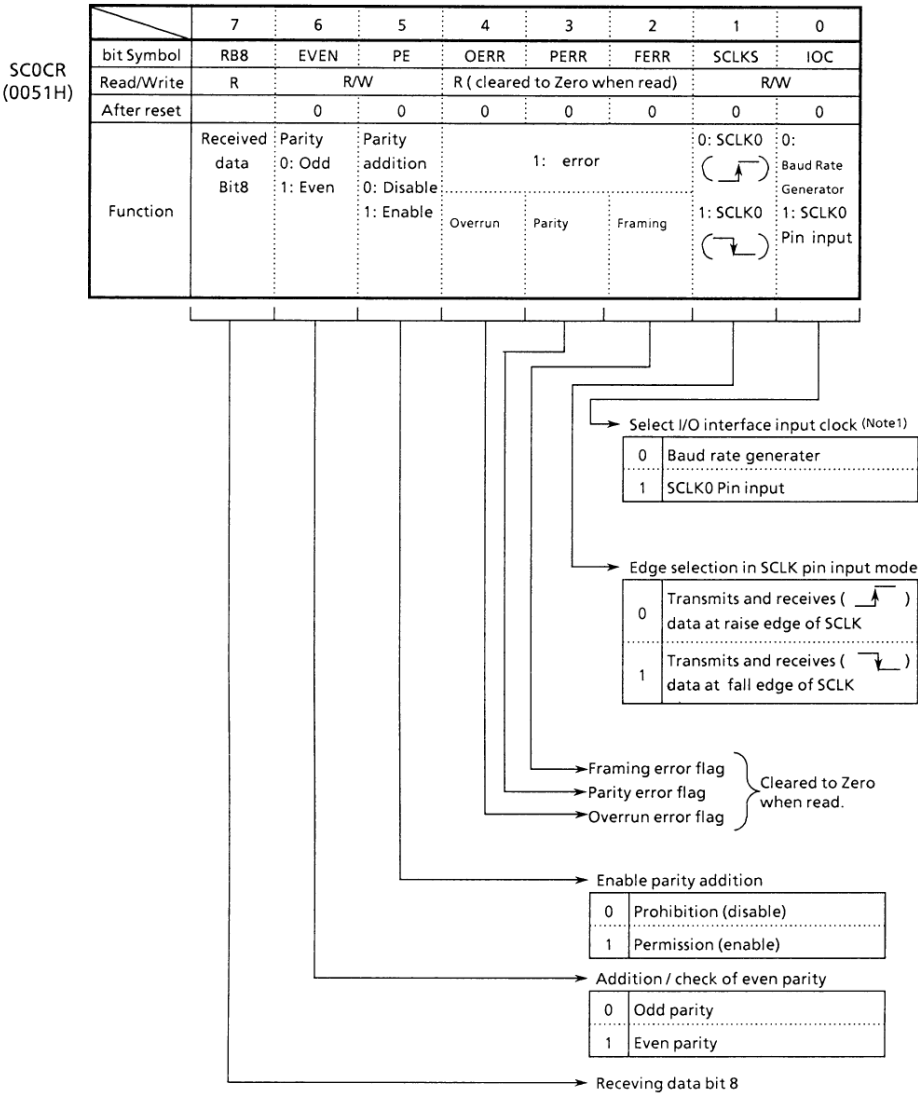 7 6 5 4 3 2 1 0
SC0CR
(0051H)
bit Symbol RB8 EVEN PE OERR PERR FERR SCLKS IOC
Read/Write R R/W R ( cleared to Zero when read) R/W
After reset 0 0 0 0 0 0 0
Function
Received
data
Bit8
Parity
0: Odd
1: Even
Parity
addition
0: Disable
1: Enable
1: error
Overrun Parity Framing
0: SCLK0
( )
1: SCLK0
( )
0:
Baud Rate
Generator
1: SCLK0
Pin input
Select I/O interface input clock (Note1)
0 Baud rate generater
1 SCLK0 Pin input
Edge selection in SCLK pin input mode
0 Transmits and receives ( )
data at raise edge of SCLK
1 Transmits and receives ( )
data at fall edge of SCLK
Framing error flag
Parity error flag
Overrun error flag
Cleared to Zero
when read.
Enable parity addition
0 Prohibition (disable)
1 Permission (enable)
Addition / check of even parity
0 Odd parity
1 Even parity
Receving data bit 8